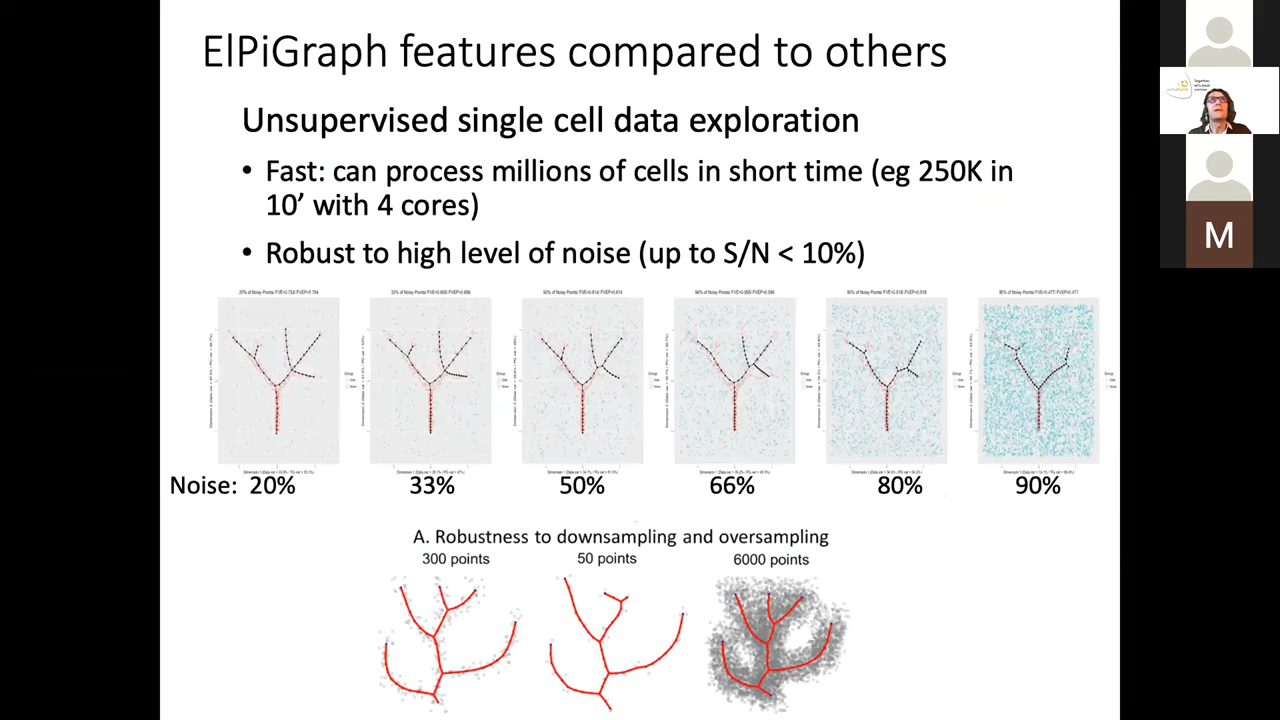 ElPiGraph features compared to others
Unsupervised single cell data exploration
• Fast: can process millions of cells in short time (eg 250K in
10’ with 4 cores)
• Robust to high level of noise (up to S/N < 10%)
Noise: 20% 33% 50% 66% 80% 90%
A. Robustness to downsampling and oversampling
300 points 50 points 6000 points
M